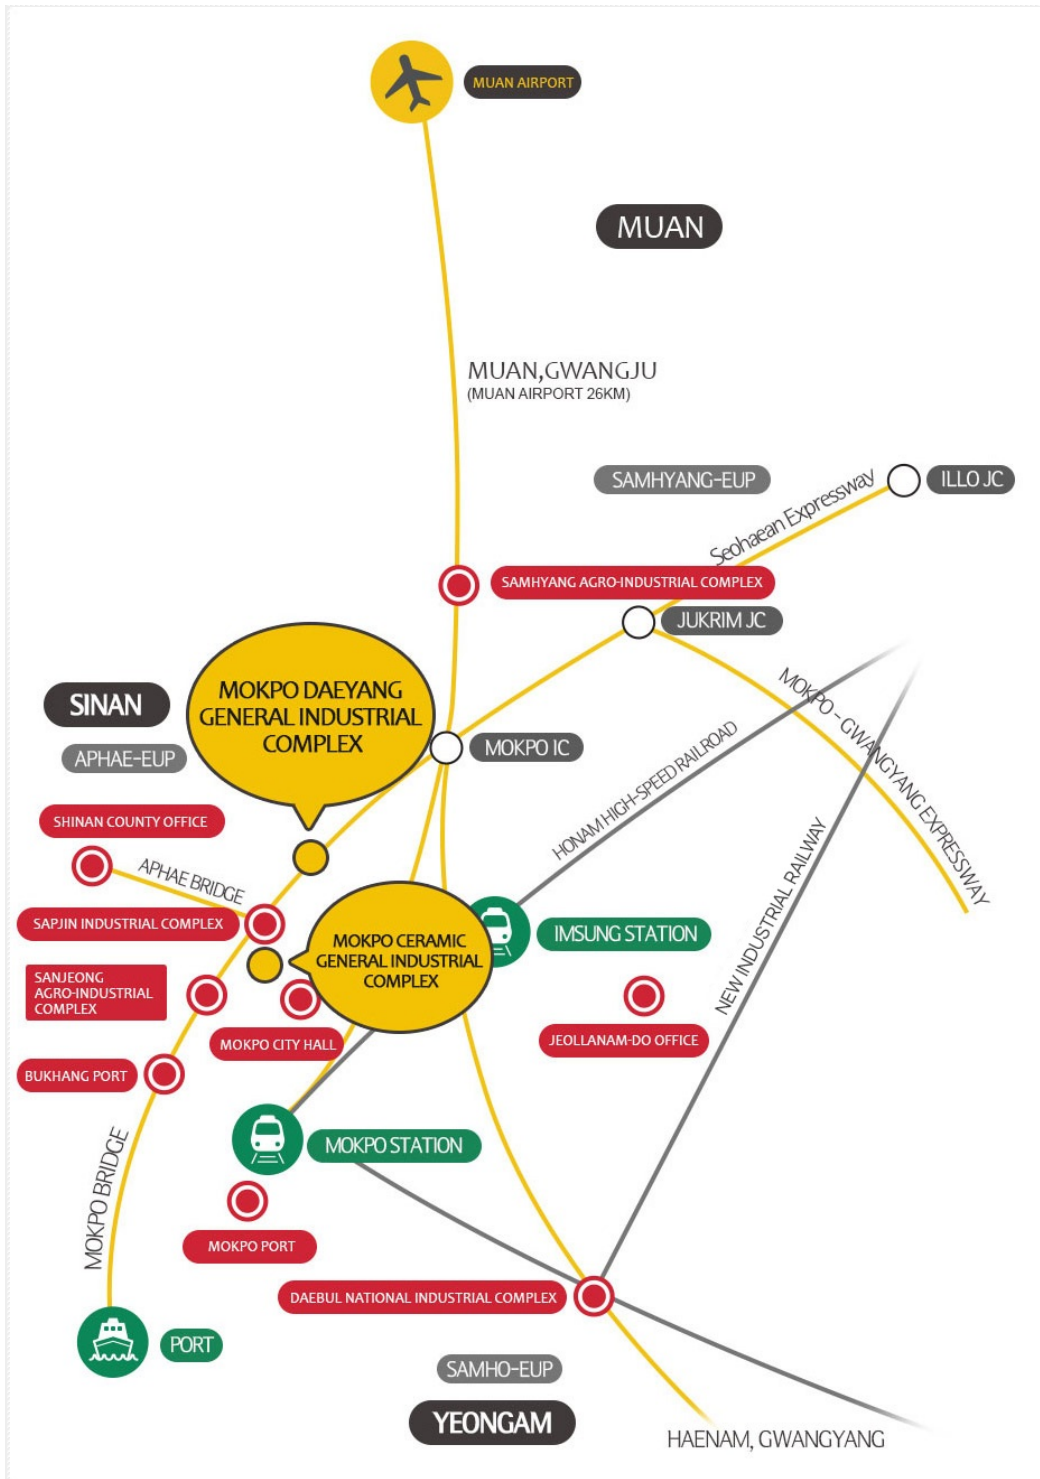 MUAN AIRPORT
MUAN
MUAN,GWANGJU
(MUAN AIRPORT 26KM)
SAMHYANG-EUP
Seohaean Expressway
ILLO JC
SAMHYANG AGRO-INDUSTRIAL COMPLEX
JUKRIM JC
MOKPO DAEYANG
GENERAL INDUSTRIAL
COMPLEX
SINAN
APHAE-EUP
MOKPO IC
MOKPO - GWANGYANG EXPRESSWAY
HONAM HIGH-SPEED RAILROAD
SHINAN COUNTY OFFICE
APHAE BRIDGE
NEW INDUSTRIAL RAILWAY
SAPJIN INDUSTRIAL COMPLEX
MOKPO CERAMIC
GENERAL INDUSTRIAL
COMPLEX
IMSUNG STATION
SANJEONG
AGRO-INDUSTRIAL
COMPLEX
MOKPO CITY HALL
JEOLLANAM-DO OFFICE
BUKHANG PORT
MOKPO STATION
MOKPO BRIDGE
MOKPO PORT
DAEBUL NATIONAL INDUSTRIAL COMPLEX
PORT
SAMHO-EUP
YEONGAM
HAENAM, GWANGYANG